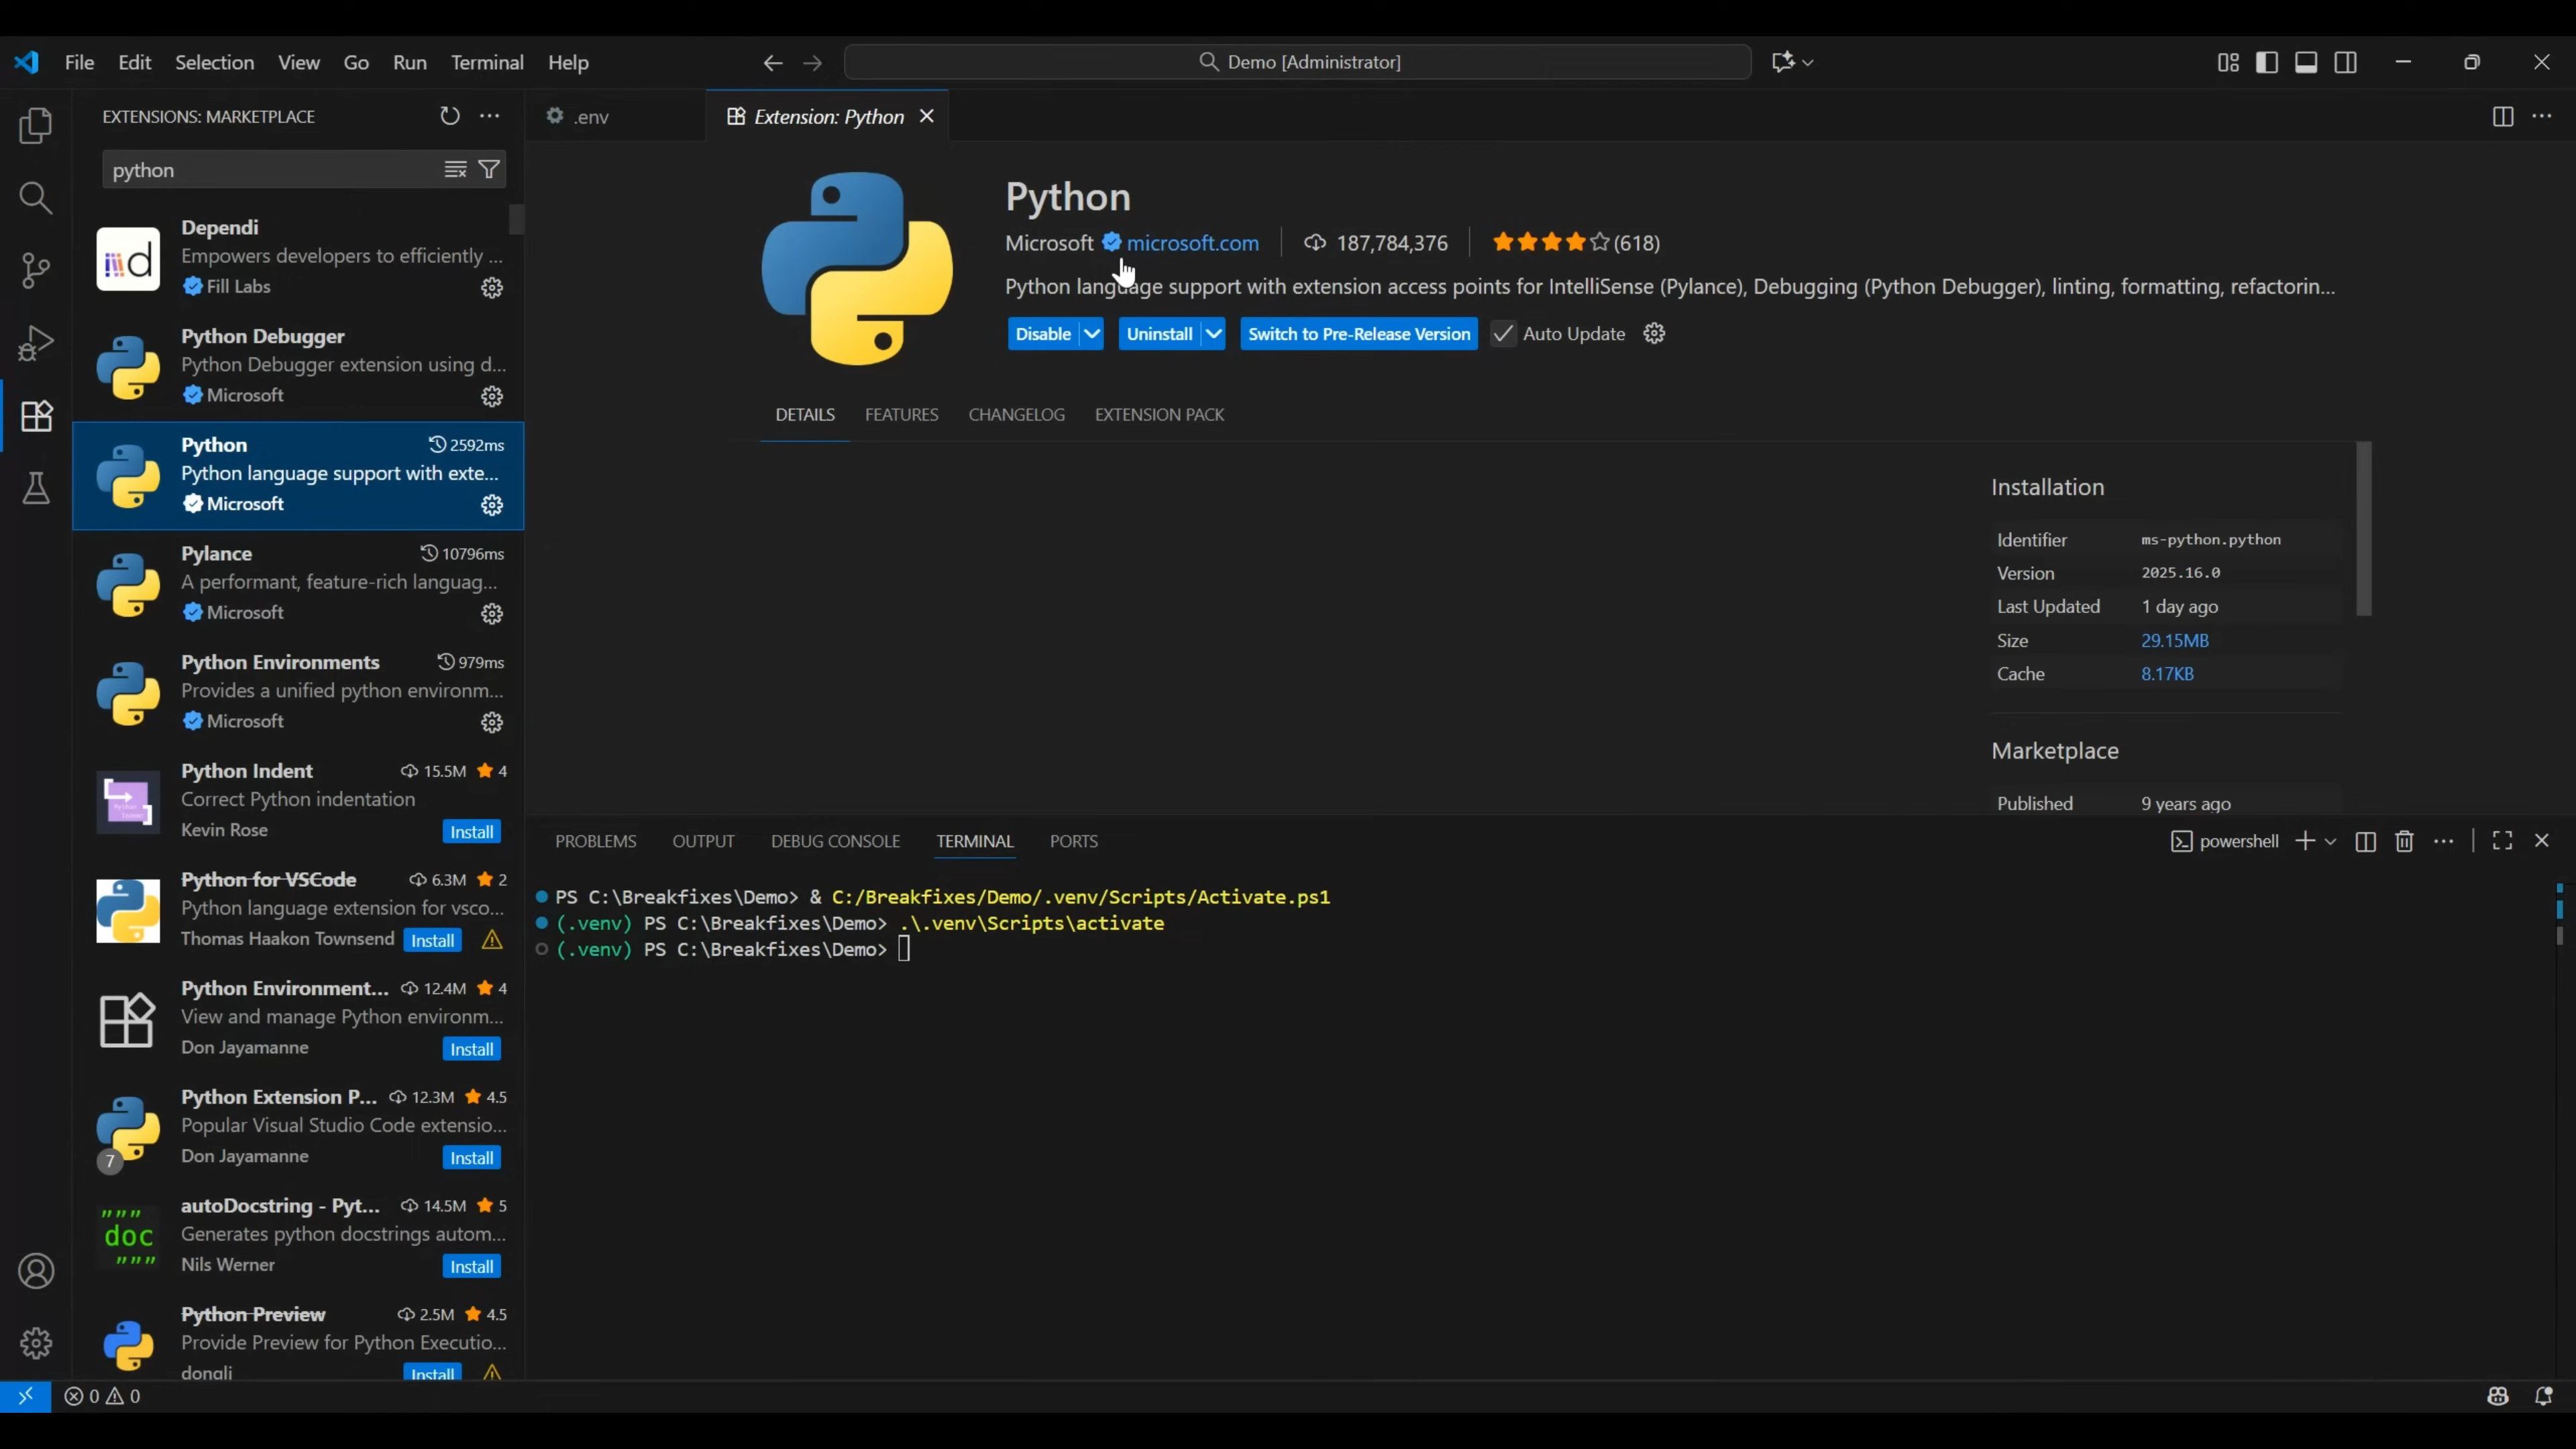 File Edit Selection View Go Run Terminal Help
Demo [Administrator]
EXTENSIONS: MARKETPLACE
python
Dependi
Empowers developers to efficiently ...
Fill Labs
Python Debugger
Python Debugger extension using d...
Microsoft
Python 2592ms
Python language support with exte...
Microsoft
Pylance 10796ms
A performant, feature-rich languag...
Microsoft
Python Environments 979ms
Provides a unified python environm...
Microsoft
Python Indent 15.5M 4
Correct Python indentation
Kevin Rose Install
Python for VSCode 6.3M 2
Python language extension for vsco...
Thomas Haakon Townsend Install
Python Environment... 12.4M 4
View and manage Python environm...
Don Jayamanne Install
Python Extension P... 12.3M 4.5
Popular Visual Studio Code extensio...
7 Don Jayamanne Install
autoDocstring - Pyt... 14.5M 5
Generates python docstrings autom...
""" doc """
Nils Werner Install
Python Preview 2.5M 4.5
Provide Preview for Python Executio...
dongli Install
.env Extension: Python
Python
Microsoft microsoft.com 187,784,376 (618)
Python language support with extension access points for IntelliSense (Pylance), Debugging (Python Debugger), linting, formatting, refactorin...
Disable Uninstall Switch to Pre-Release Version Auto Update
DETAILS FEATURES CHANGELOG EXTENSION PACK
Installation
Identifier ms-python.python
Version 2025.16.0
Last Updated 1 day ago
Size 29.15MB
Cache 8.17KB
Marketplace
Published 9 years ago
PROBLEMS OUTPUT DEBUG CONSOLE TERMINAL PORTS powershell
PS C:\Breakfixes\Demo> & C:/Breakfixes/Demo/.venv/Scripts/Activate.ps1
(.venv) PS C:\Breakfixes\Demo> .\.venv\Scripts\activate
(.venv) PS C:\Breakfixes\Demo>
0 0